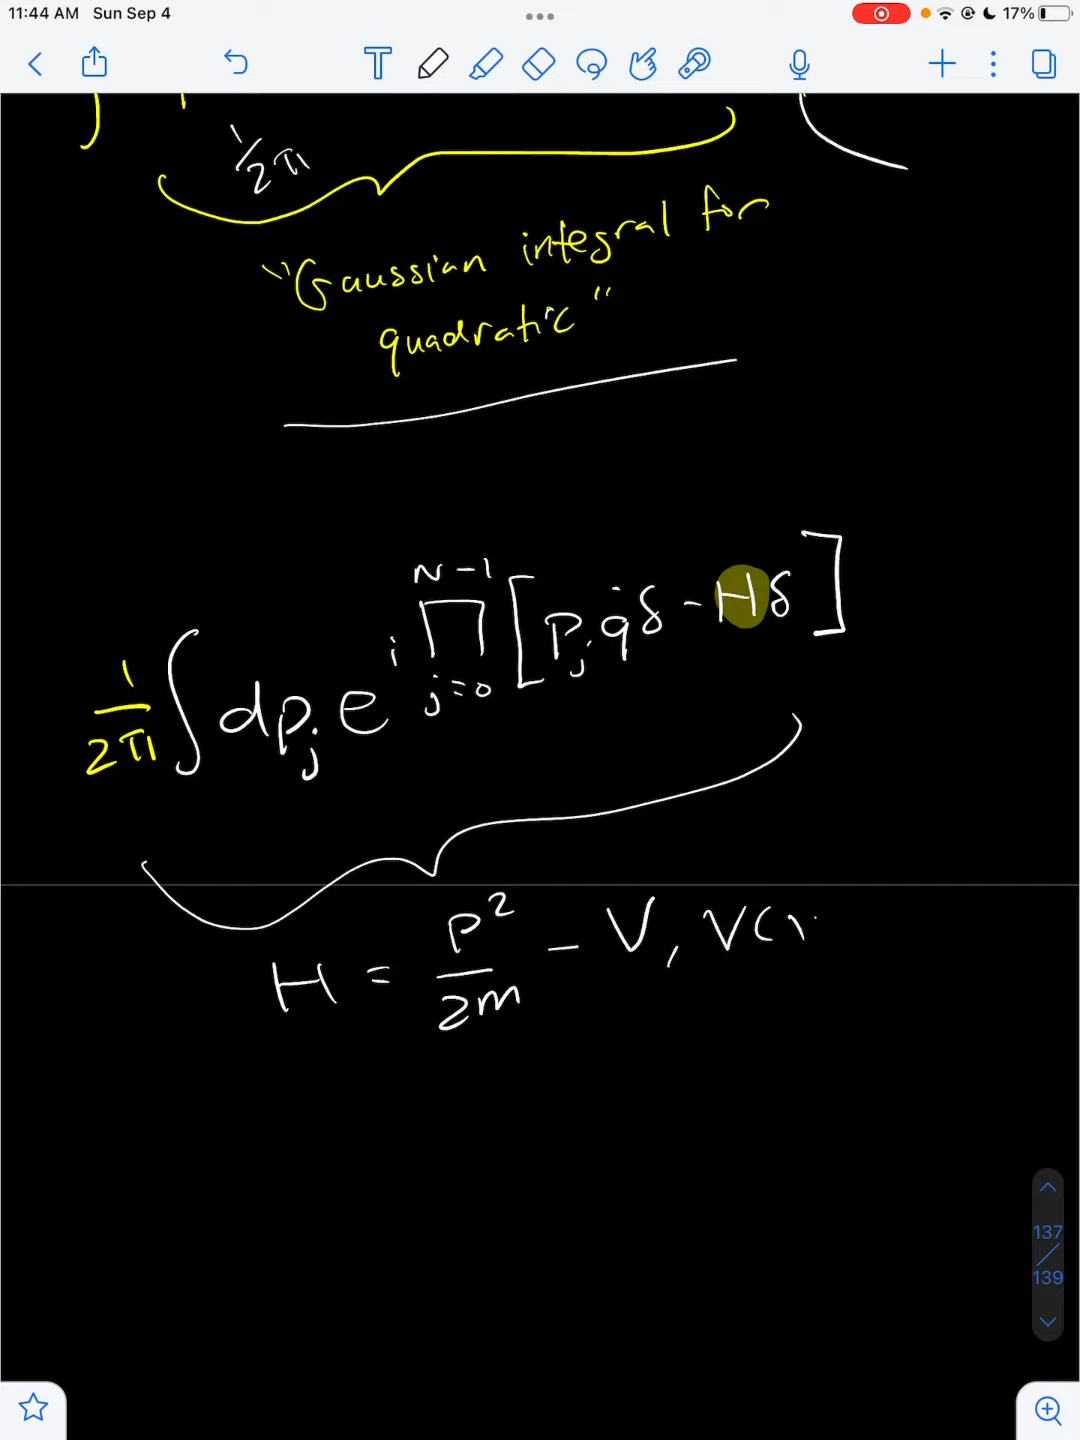 11:44 AM Sun Sep 4
17%
T
1/2π
"Gaussian integral for
quadratic"
N-1
i ∏ [p_j q̇δ - Hδ]
j=0
1/2π ∫ dp_j e
H = p²/2m - V, V(
137
/
139